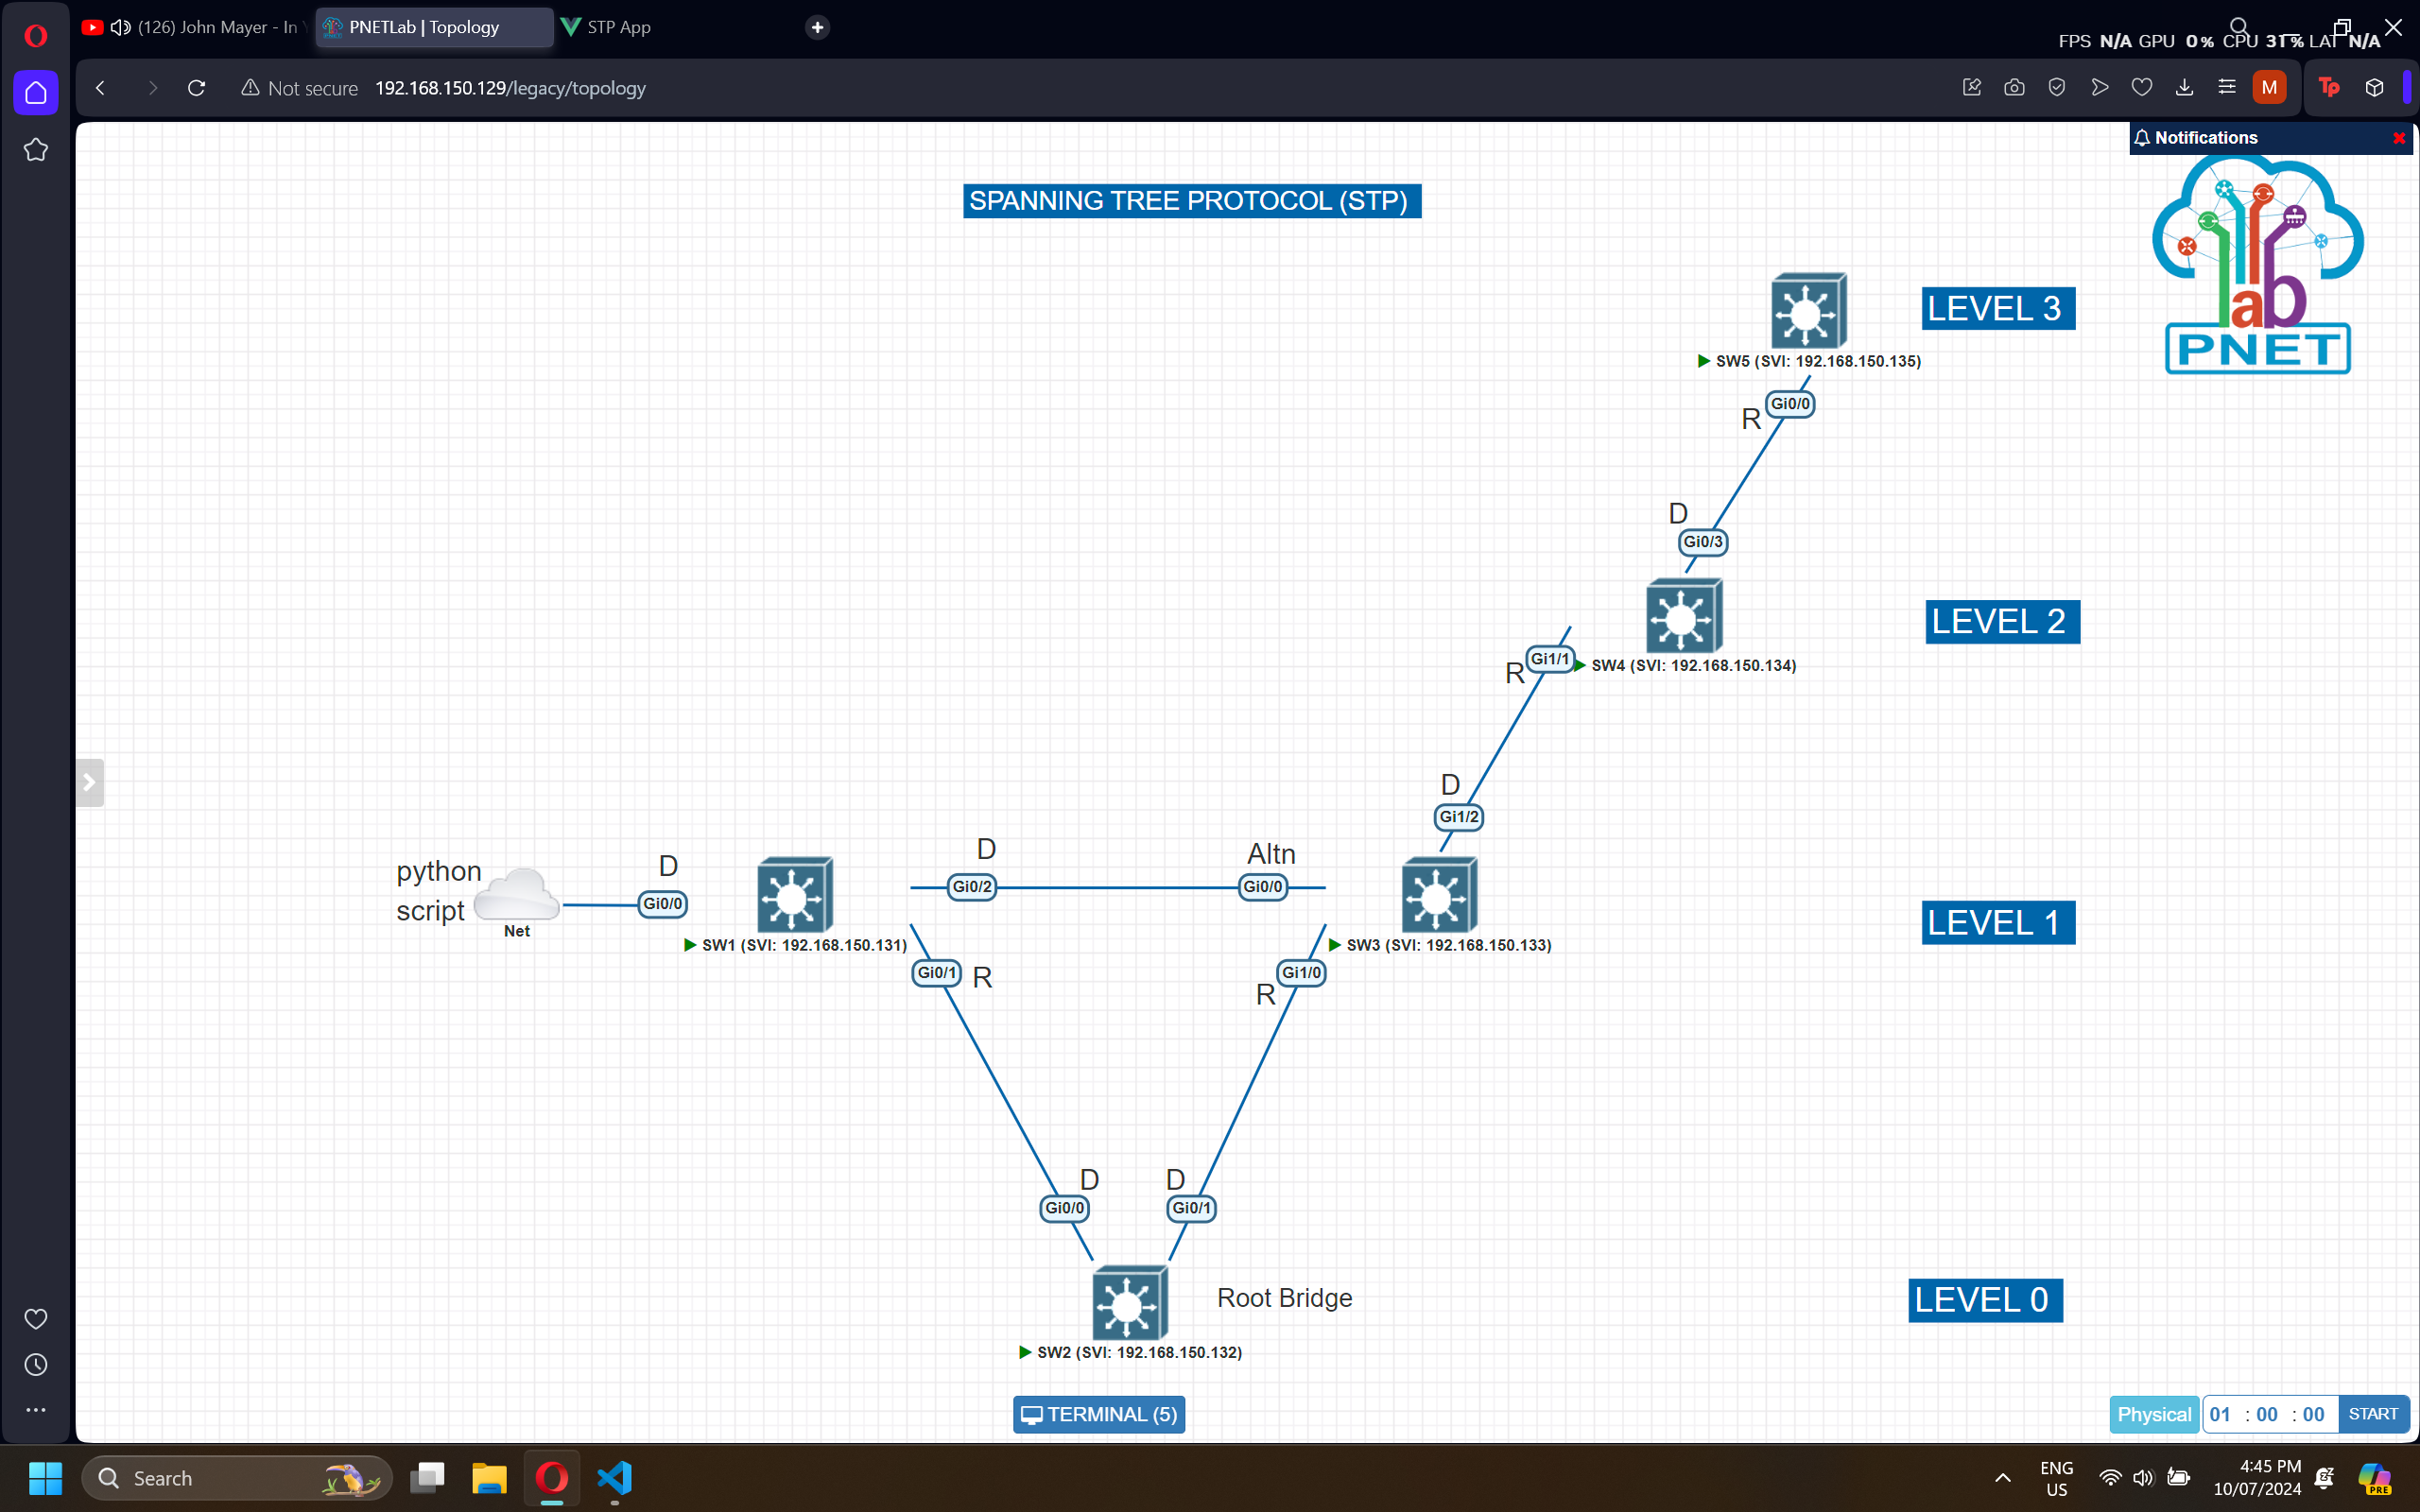 (126) John Mayer - In Y
PNETLab | Topology
STP App
FPS N/A GPU 0% CPU 31% LAT N/A
Not secure 192.168.150.129/legacy/topology
M
Tp
Notifications
SPANNING TREE PROTOCOL (STP)
lab
PNET
LEVEL 3
SW5 (SVI: 192.168.150.135)
Gi0/0
R
D
Gi0/3
LEVEL 2
Gi1/1
R
SW4 (SVI: 192.168.150.134)
D
Gi1/2
python
script
Net
D
Gi0/0
D
Gi0/2
Altn
Gi0/0
LEVEL 1
SW1 (SVI: 192.168.150.131)
SW3 (SVI: 192.168.150.133)
Gi0/1
R
Gi1/0
R
D
D
Gi0/0
Gi0/1
Root Bridge
LEVEL 0
SW2 (SVI: 192.168.150.132)
TERMINAL (5)
Physical
01 : 00 : 00
START
Search
ENG
US
4:45 PM
10/07/2024
PRE